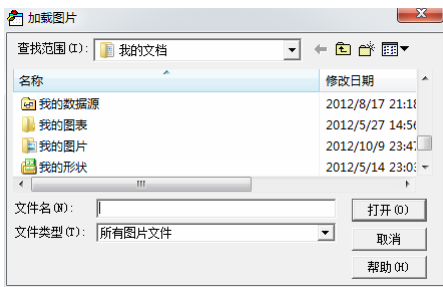 加载图片
查找范围(I): 我的文档
名称 修改日期
我的数据源 2012/8/17 21:18
我的图表 2012/5/27 14:56
我的图片 2012/10/9 23:47
我的形状 2012/5/14 23:03
文件名(N): 打开(O)
文件类型(T): 所有图片文件 取消
帮助(H)